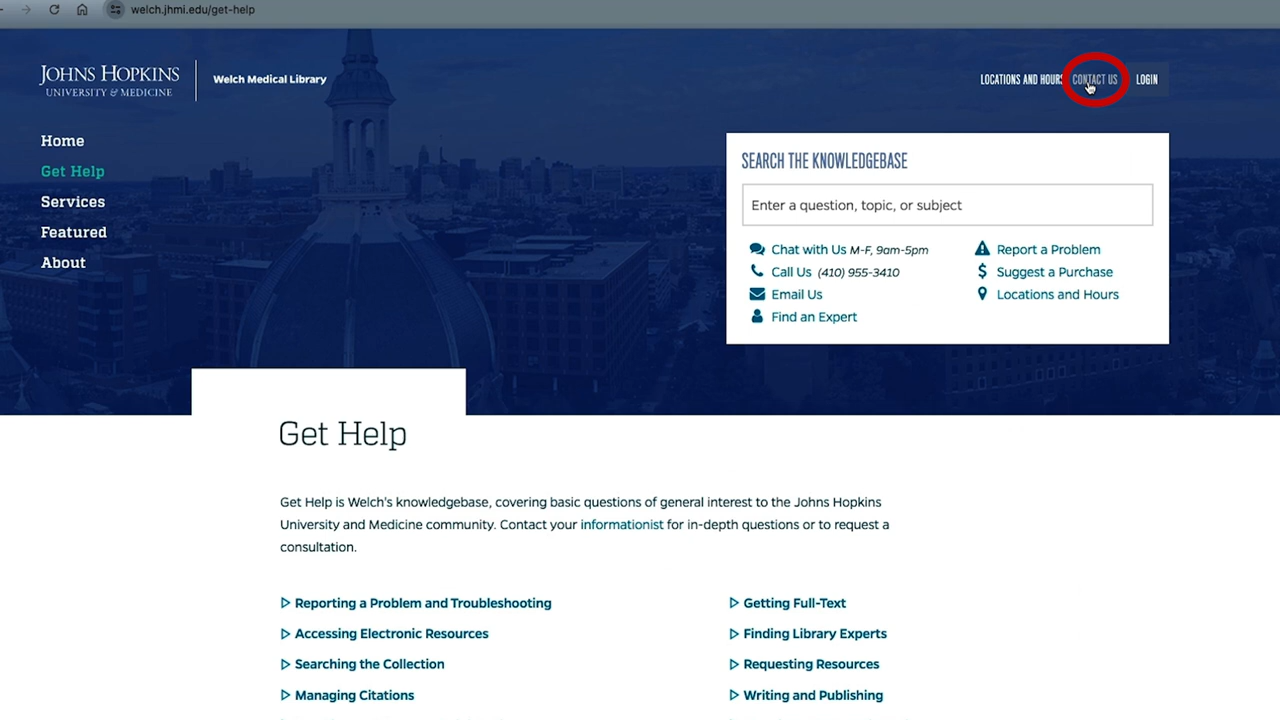 welch.jhmi.edu/get-help
JOHNS HOPKINS
UNIVERSITY & MEDICINE
Welch Medical Library
LOCATIONS AND HOURS
CONTACT US
LOGIN
Home
Get Help
Services
Featured
About
SEARCH THE KNOWLEDGEBASE
Enter a question, topic, or subject
Chat with Us M-F, 9am-5pm
Call Us (410) 955-3410
Email Us
Find an Expert
Report a Problem
$ Suggest a Purchase
Locations and Hours
Get Help
Get Help is Welch's knowledgebase, covering basic questions of general interest to the Johns Hopkins
University and Medicine community. Contact your informationist for in-depth questions or to request a
consultation.
Reporting a Problem and Troubleshooting
Accessing Electronic Resources
Searching the Collection
Managing Citations
Getting Full-Text
Finding Library Experts
Requesting Resources
Writing and Publishing